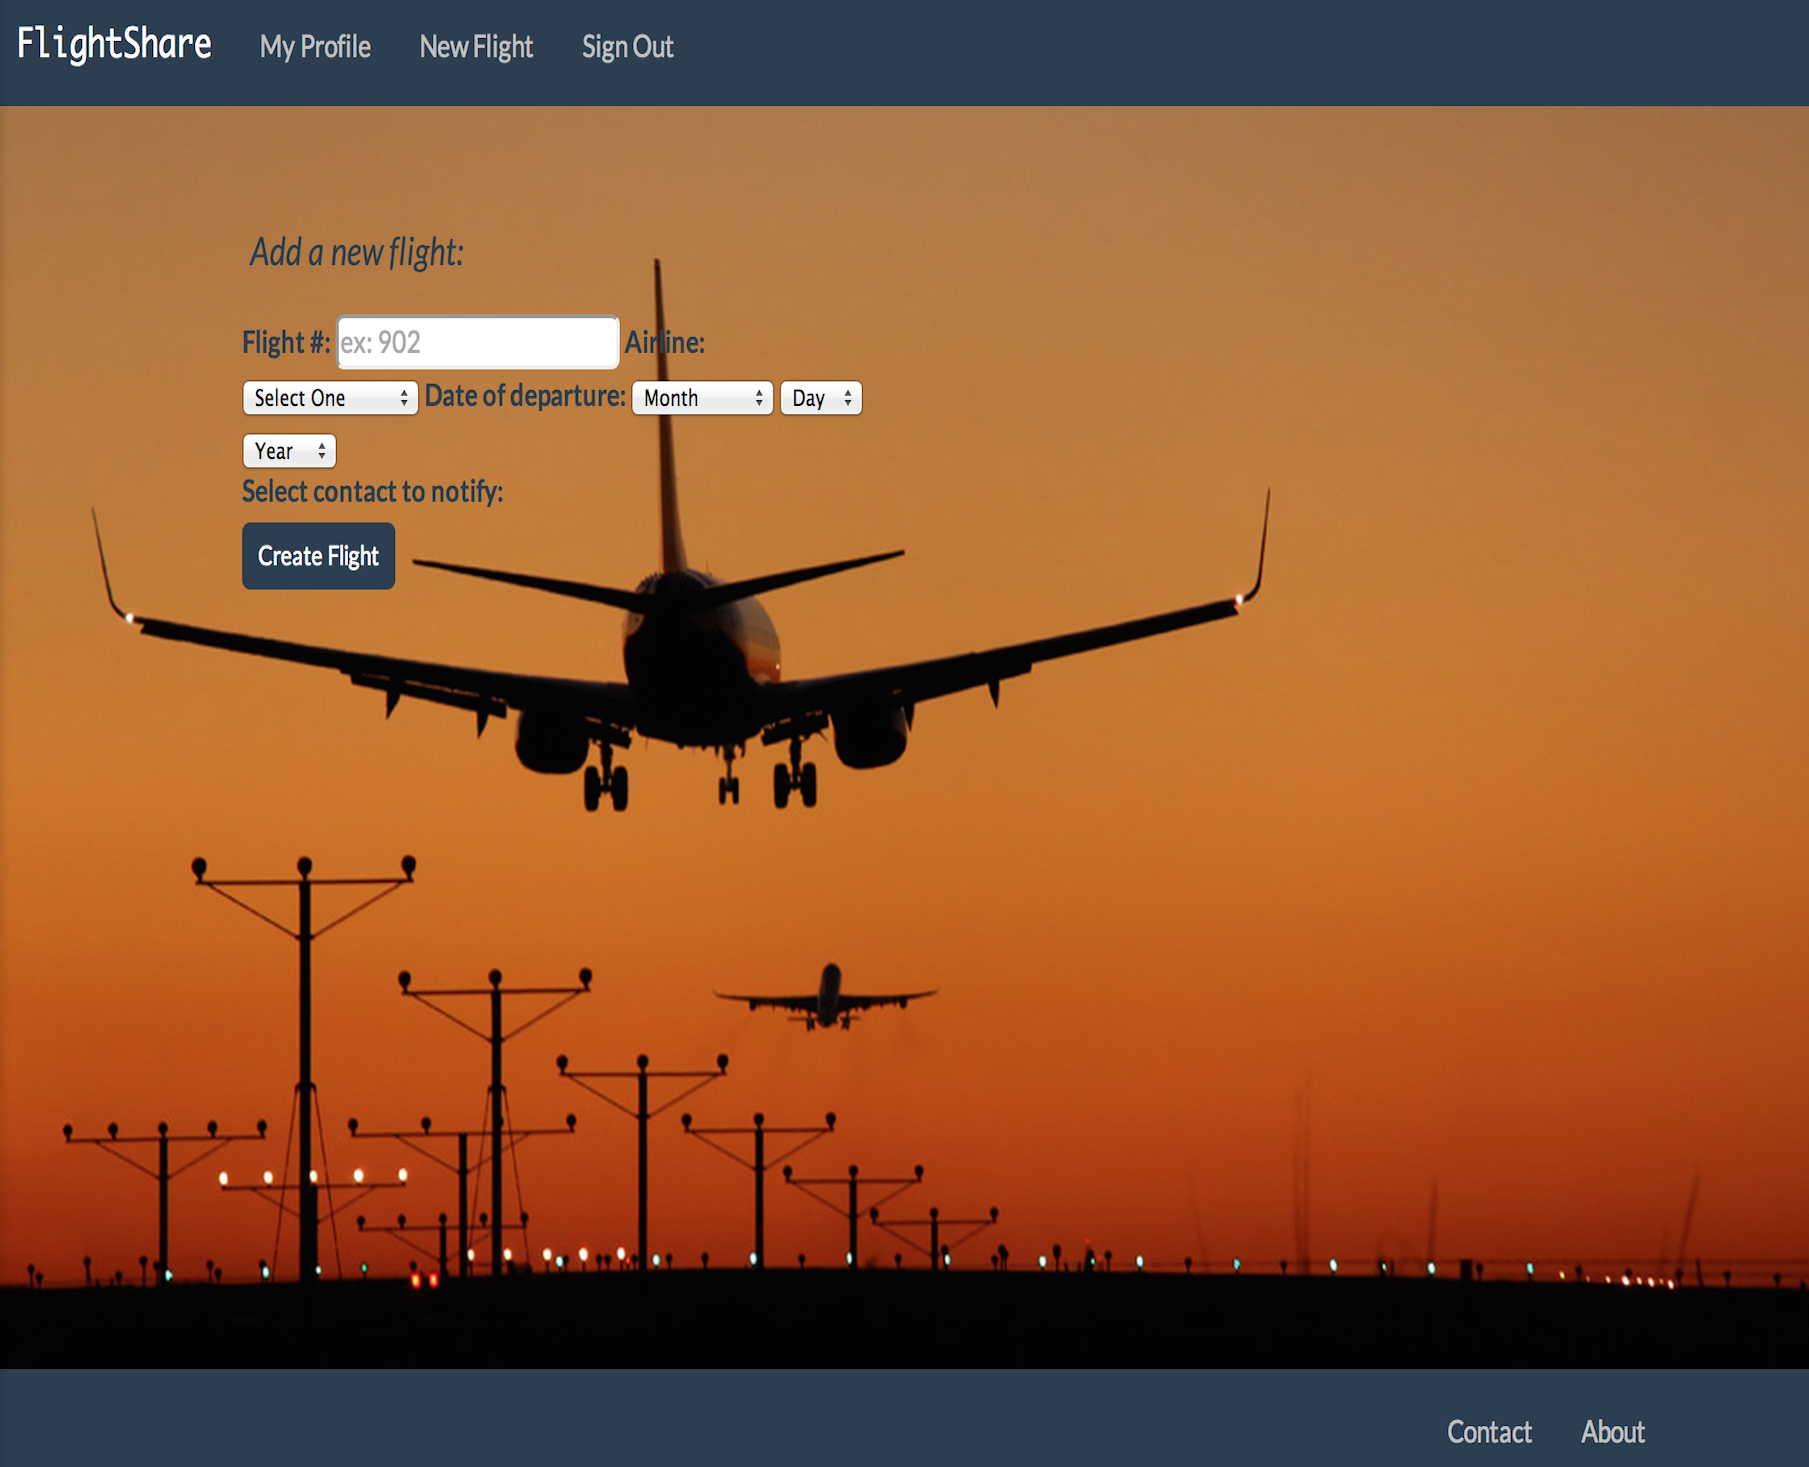 FlightShare My Profile New Flight Sign Out
Add a new flight:
Flight #: ex: 902 Airline:
Select One Date of departure: Month Day
Year
Select contact to notify:
Create Flight
Contact About